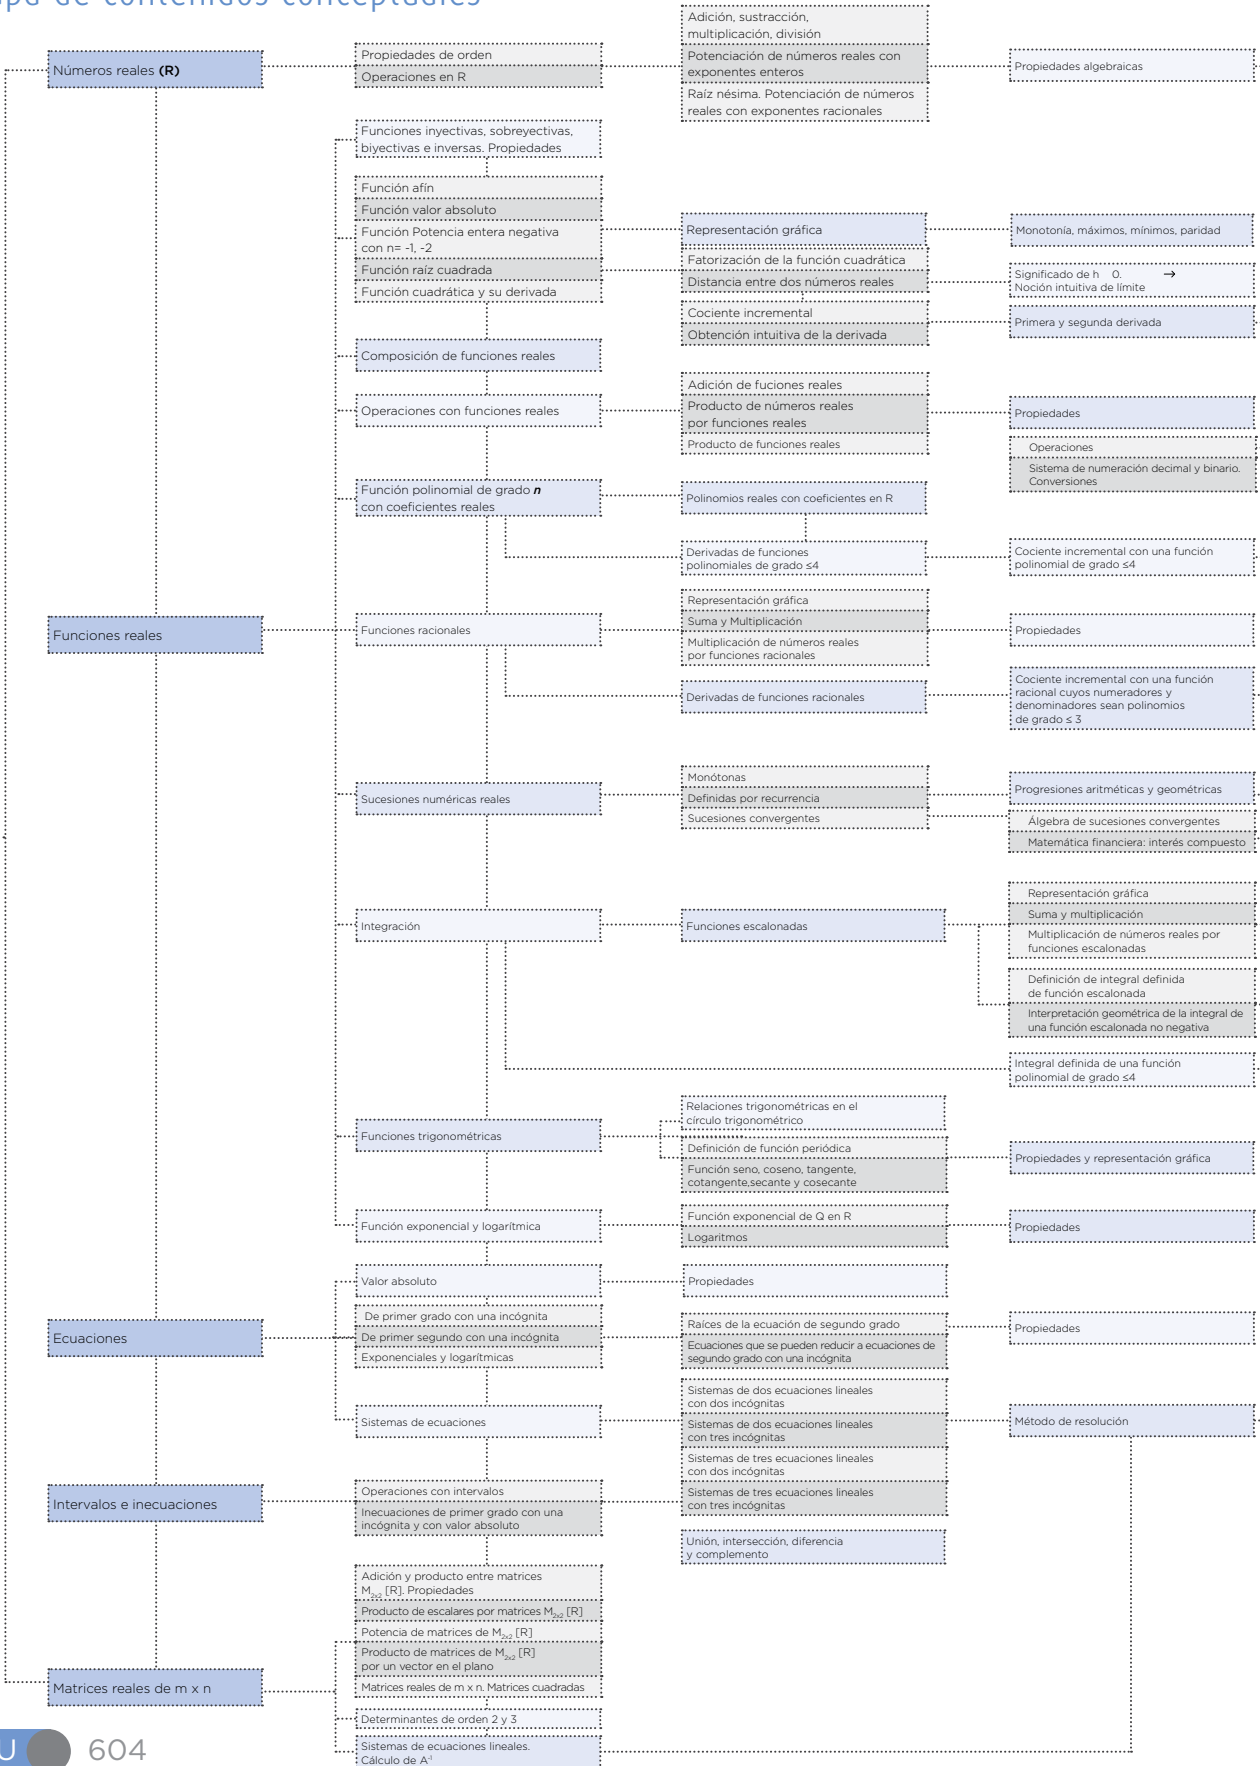 apa de contenidos conceptuales
Números reales (R)
Propiedades de orden
Operaciones en R
Adición, sustracción,
multiplicación, división
Potenciación de números reales con
exponentes enteros
Raíz nésima. Potenciación de números
reales con exponentes racionales
Propiedades algebraicas
Funciones inyectivas, sobreyectivas,
biyectivas e inversas. Propiedades
Función afín
Función valor absoluto
Función Potencia entera negativa
con n= -1, -2
Función raíz cuadrada
Función cuadrática y su derivada
Representación gráfica
Fatorización de la función cuadrática
Distancia entre dos números reales
Cociente incremental
Obtención intuitiva de la derivada
Monotonía, máximos, mínimos, paridad
Significado de h 0. →
Noción intuitiva de límite
Primera y segunda derivada
Composición de funciones reales
Operaciones con funciones reales
Adición de fuciones reales
Producto de números reales
por funciones reales
Producto de funciones reales
Propiedades
Operaciones
Sistema de numeración decimal y binario.
Conversiones
Función polinomial de grado n
con coeficientes reales
Polinomios reales con coeficientes en R
Derivadas de funciones
polinomiales de grado ≤4
Cociente incremental con una función
polinomial de grado ≤4
Funciones reales
Funciones racionales
Representación gráfica
Suma y Multiplicación
Multiplicación de números reales
por funciones racionales
Propiedades
Derivadas de funciones racionales
Cociente incremental con una función
racional cuyos numeradores y
denominadores sean polinomios
de grado ≤ 3
Sucesiones numéricas reales
Monótonas
Definidas por recurrencia
Sucesiones convergentes
Progresiones aritméticas y geométricas
Álgebra de sucesiones convergentes
Matemática financiera: interés compuesto
Integración
Funciones escalonadas
Representación gráfica
Suma y multiplicación
Multiplicación de números reales por
funciones escalonadas
Definición de integral definida
de función escalonada
Interpretación geométrica de la integral de
una función escalonada no negativa
Integral definida de una función
polinomial de grado ≤4
Funciones trigonométricas
Relaciones trigonométricas en el
círculo trigonométrico
Definición de función periódica
Función seno, coseno, tangente,
cotangente,secante y cosecante
Propiedades y representación gráfica
Función exponencial y logarítmica
Función exponencial de Q en R
Logaritmos
Propiedades
Valor absoluto
Propiedades
Ecuaciones
De primer grado con una incógnita
De primer segundo con una incógnita
Exponenciales y logarítmicas
Raíces de la ecuación de segundo grado
Ecuaciones que se pueden reducir a ecuaciones de
segundo grado con una incógnita
Propiedades
Sistemas de ecuaciones
Sistemas de dos ecuaciones lineales
con dos incógnitas
Sistemas de dos ecuaciones lineales
con tres incógnitas
Sistemas de tres ecuaciones lineales
con dos incógnitas
Sistemas de tres ecuaciones lineales
con tres incógnitas
Método de resolución
Intervalos e inecuaciones
Operaciones con intervalos
Inecuaciones de primer grado con una
incógnita y con valor absoluto
Unión, intersección, diferencia
y complemento
Matrices reales de m x n
Adición y producto entre matrices
M2x2 [R]. Propiedades
Producto de escalares por matrices M2x2 [R]
Potencia de matrices de M2x2 [R]
Producto de matrices de M2x2 [R]
por un vector en el plano
Matrices reales de m x n. Matrices cuadradas
Determinantes de orden 2 y 3
Sistemas de ecuaciones lineales.
Cálculo de A-1
U 604